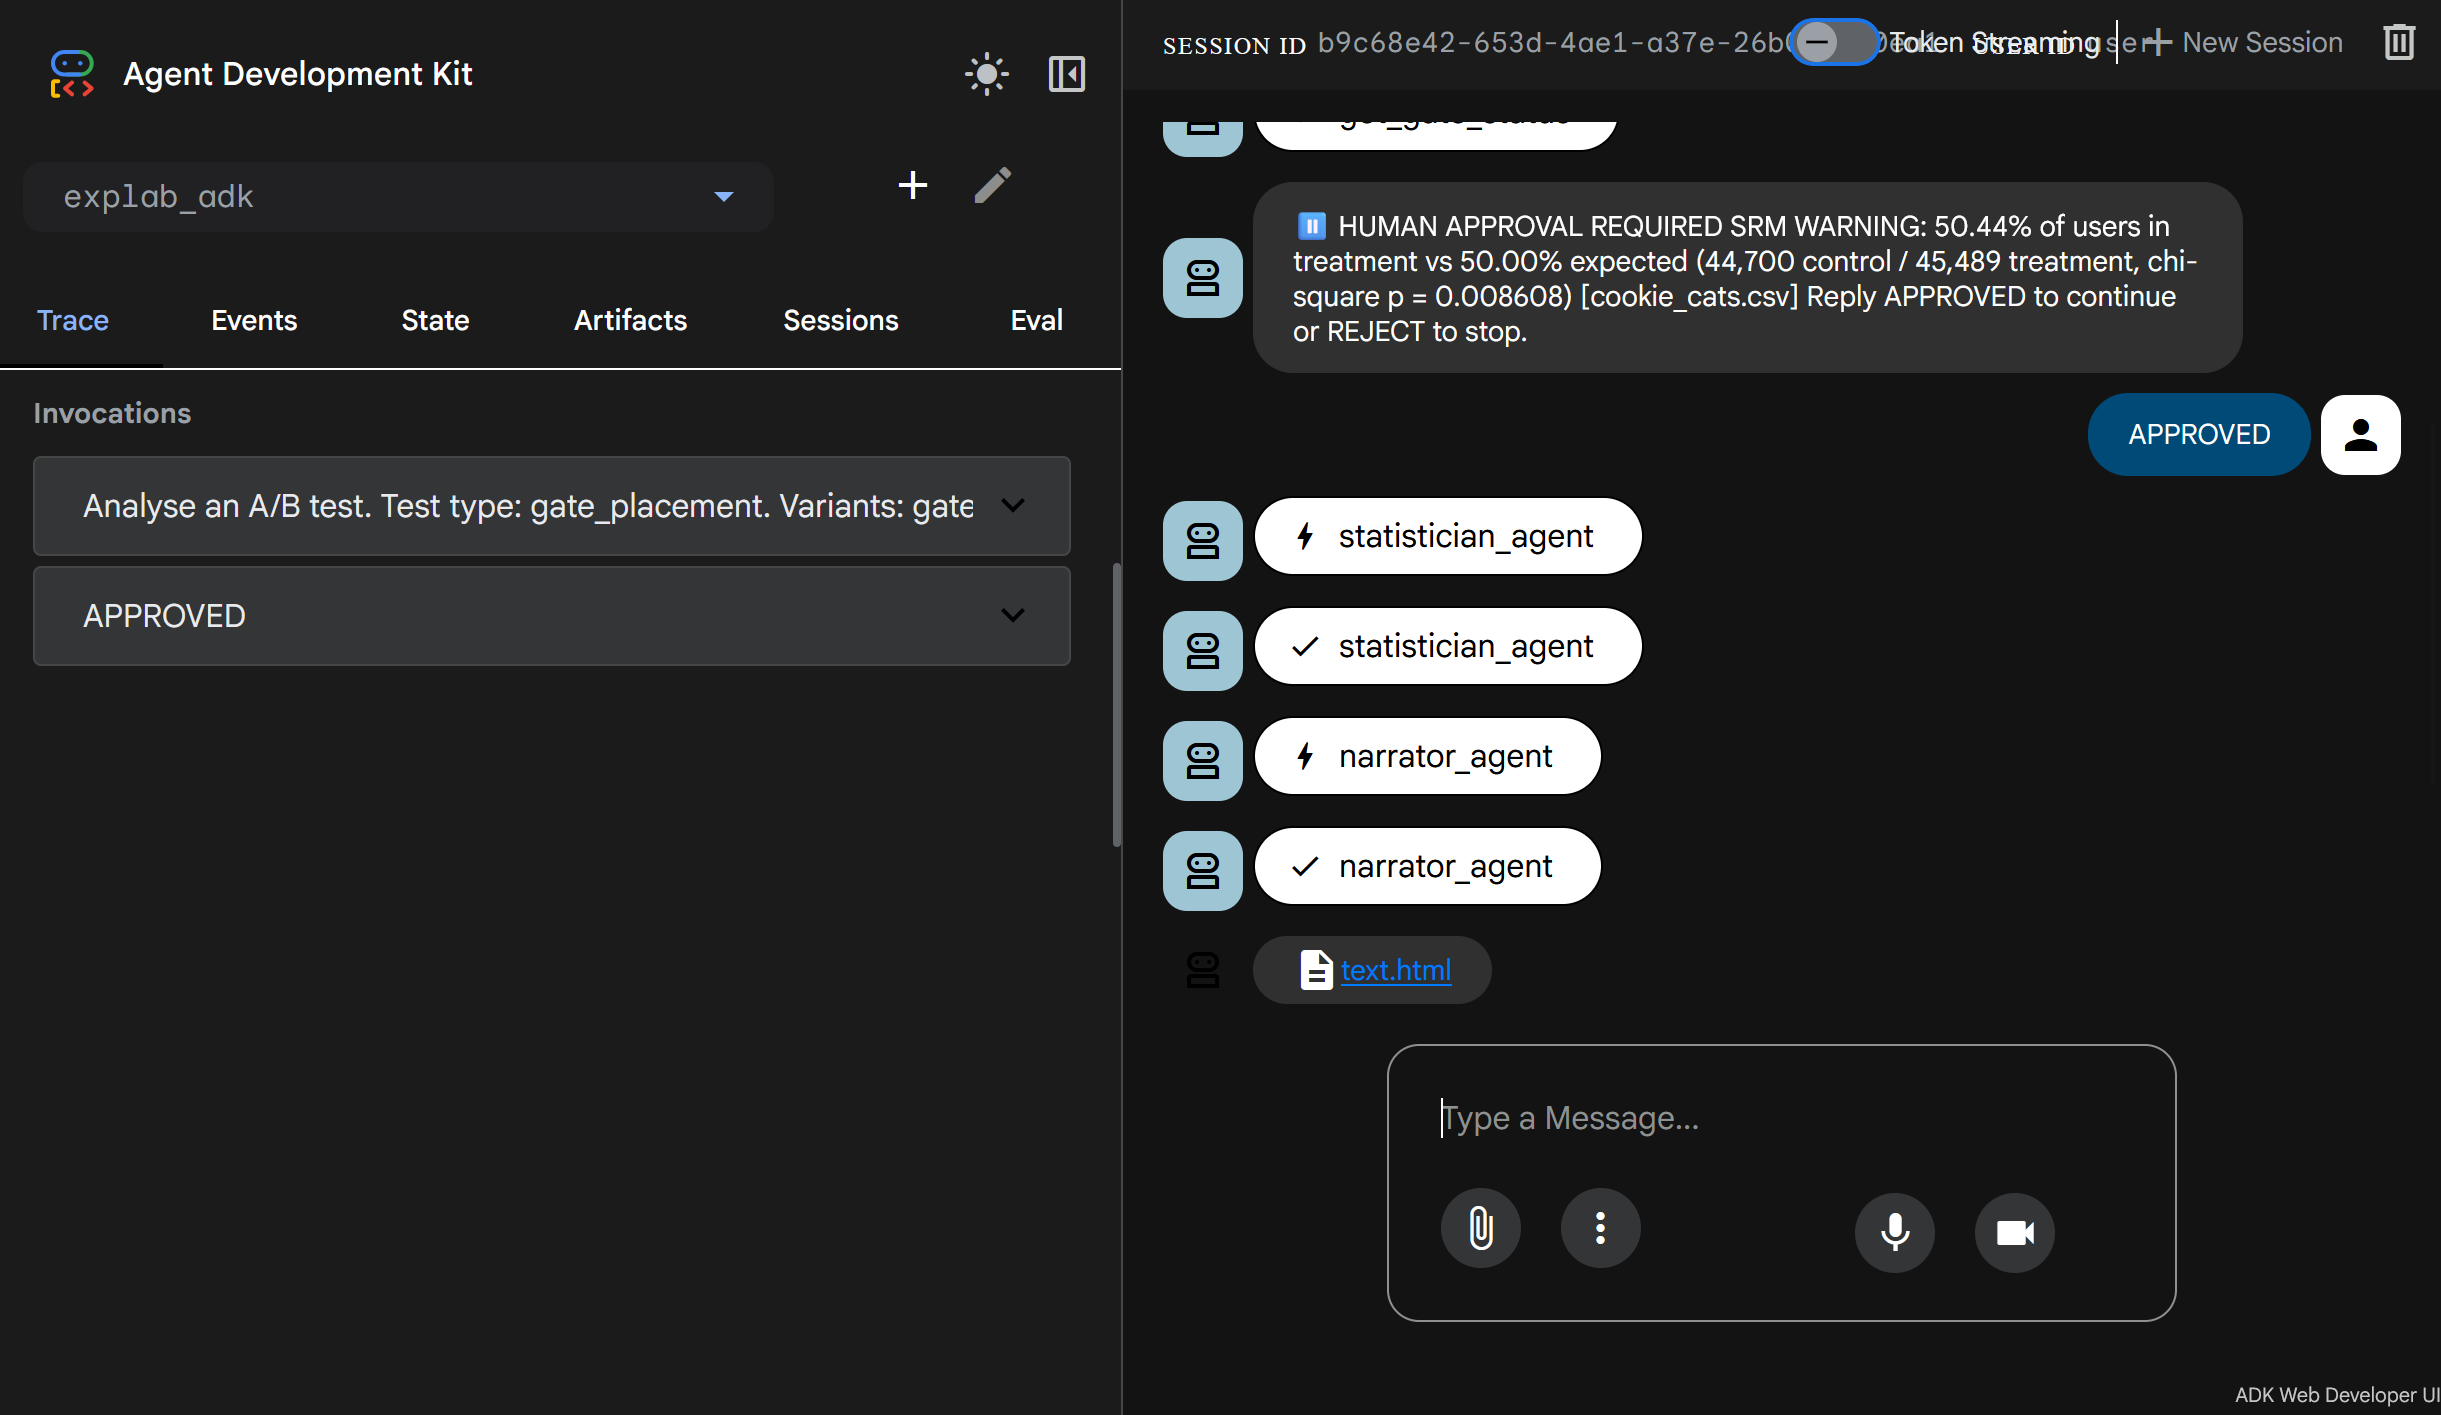 Agent Development Kit
explab_adk
Trace Events State Artifacts Sessions Eval
Invocations
Analyse an A/B test. Test type: gate_placement. Variants: gate
APPROVED
SESSION ID b9c68e42-653d-4ae1-a37e-26b Token Streaming New Session
HUMAN APPROVAL REQUIRED SRM WARNING: 50.44% of users in
treatment vs 50.00% expected (44,700 control / 45,489 treatment, chi-
square p = 0.008608) [cookie_cats.csv] Reply APPROVED to continue
or REJECT to stop.
APPROVED
statistician_agent
statistician_agent
narrator_agent
narrator_agent
text.html
Type a Message...
ADK Web Developer UI